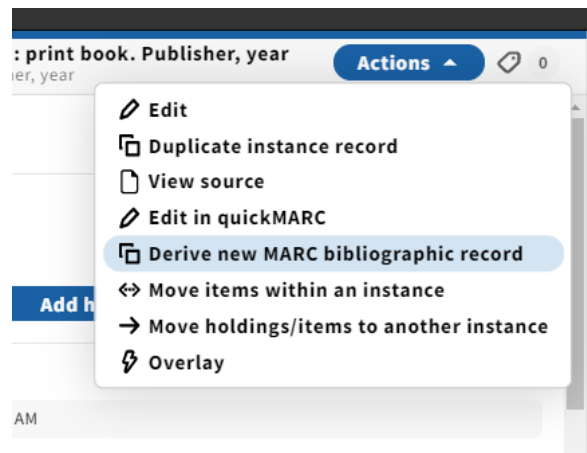 : print book. Publisher, year
er, year
Actions
0
Edit
Duplicate instance record
View source
Edit in quickMARC
Derive new MARC bibliographic record
Add h
Move items within an instance
Move holdings/items to another instance
Overlay
AM